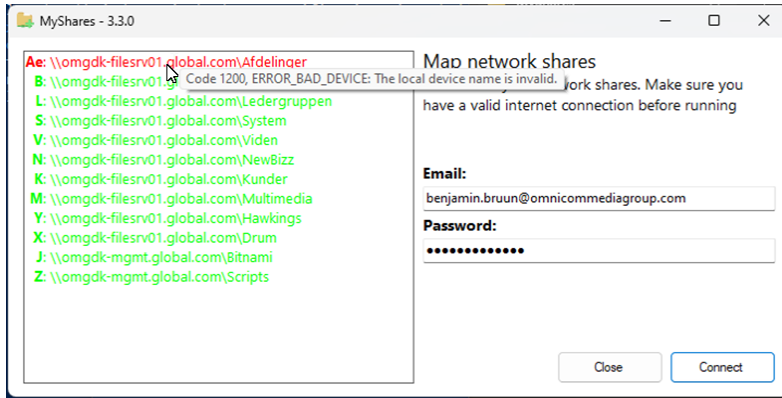 MyShares - 3.3.0
Ae: \\omgdk-filesrv01.global.com\Afdelinger
B: \\omgdk-filesrv01.gl
L: \\omgdk-filesrv01.global.com\Ledergruppen
S: \\omgdk-filesrv01.global.com\System
V: \\omgdk-filesrv01.global.com\Viden
N: \\omgdk-filesrv01.global.com\NewBizz
K: \\omgdk-filesrv01.global.com\Kunder
M: \\omgdk-filesrv01.global.com\Multimedia
Y: \\omgdk-filesrv01.global.com\Hawkings
X: \\omgdk-filesrv01.global.com\Drum
J: \\omgdk-mgmt.global.com\Bitnami
Z: \\omgdk-mgmt.global.com\Scripts
Code 1200, ERROR_BAD_DEVICE: The local device name is invalid.
Map network shares
work shares. Make sure you
have a valid internet connection before running
Email:
benjamin.bruun@omnicommediagroup.com
Password:
•••••••••••••
Close
Connect